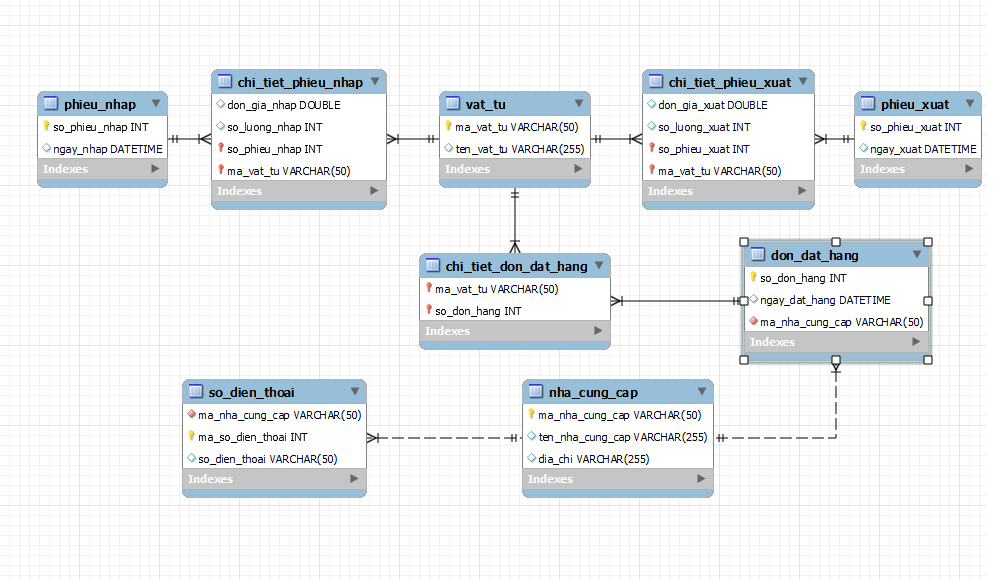 phieu_nhap
so_phieu_nhap INT
ngay_nhap DATETIME
Indexes
chi_tiet_phieu_nhap
don_gia_nhap DOUBLE
so_luong_nhap INT
so_phieu_nhap INT
ma_vat_tu VARCHAR(50)
Indexes
vat_tu
ma_vat_tu VARCHAR(50)
ten_vat_tu VARCHAR(255)
Indexes
chi_tiet_phieu_xuat
don_gia_xuat DOUBLE
so_luong_xuat INT
so_phieu_xuat INT
ma_vat_tu VARCHAR(50)
Indexes
phieu_xuat
so_phieu_xuat INT
ngay_xuat DATETIME
Indexes
chi_tiet_don_dat_hang
ma_vat_tu VARCHAR(50)
so_don_hang INT
Indexes
don_dat_hang
so_don_hang INT
ngay_dat_hang DATETIME
ma_nha_cung_cap VARCHAR(50)
Indexes
so_dien_thoai
ma_nha_cung_cap VARCHAR(50)
ma_so_dien_thoai INT
so_dien_thoai VARCHAR(50)
Indexes
nha_cung_cap
ma_nha_cung_cap VARCHAR(50)
ten_nha_cung_cap VARCHAR(255)
dia_chi VARCHAR(255)
Indexes